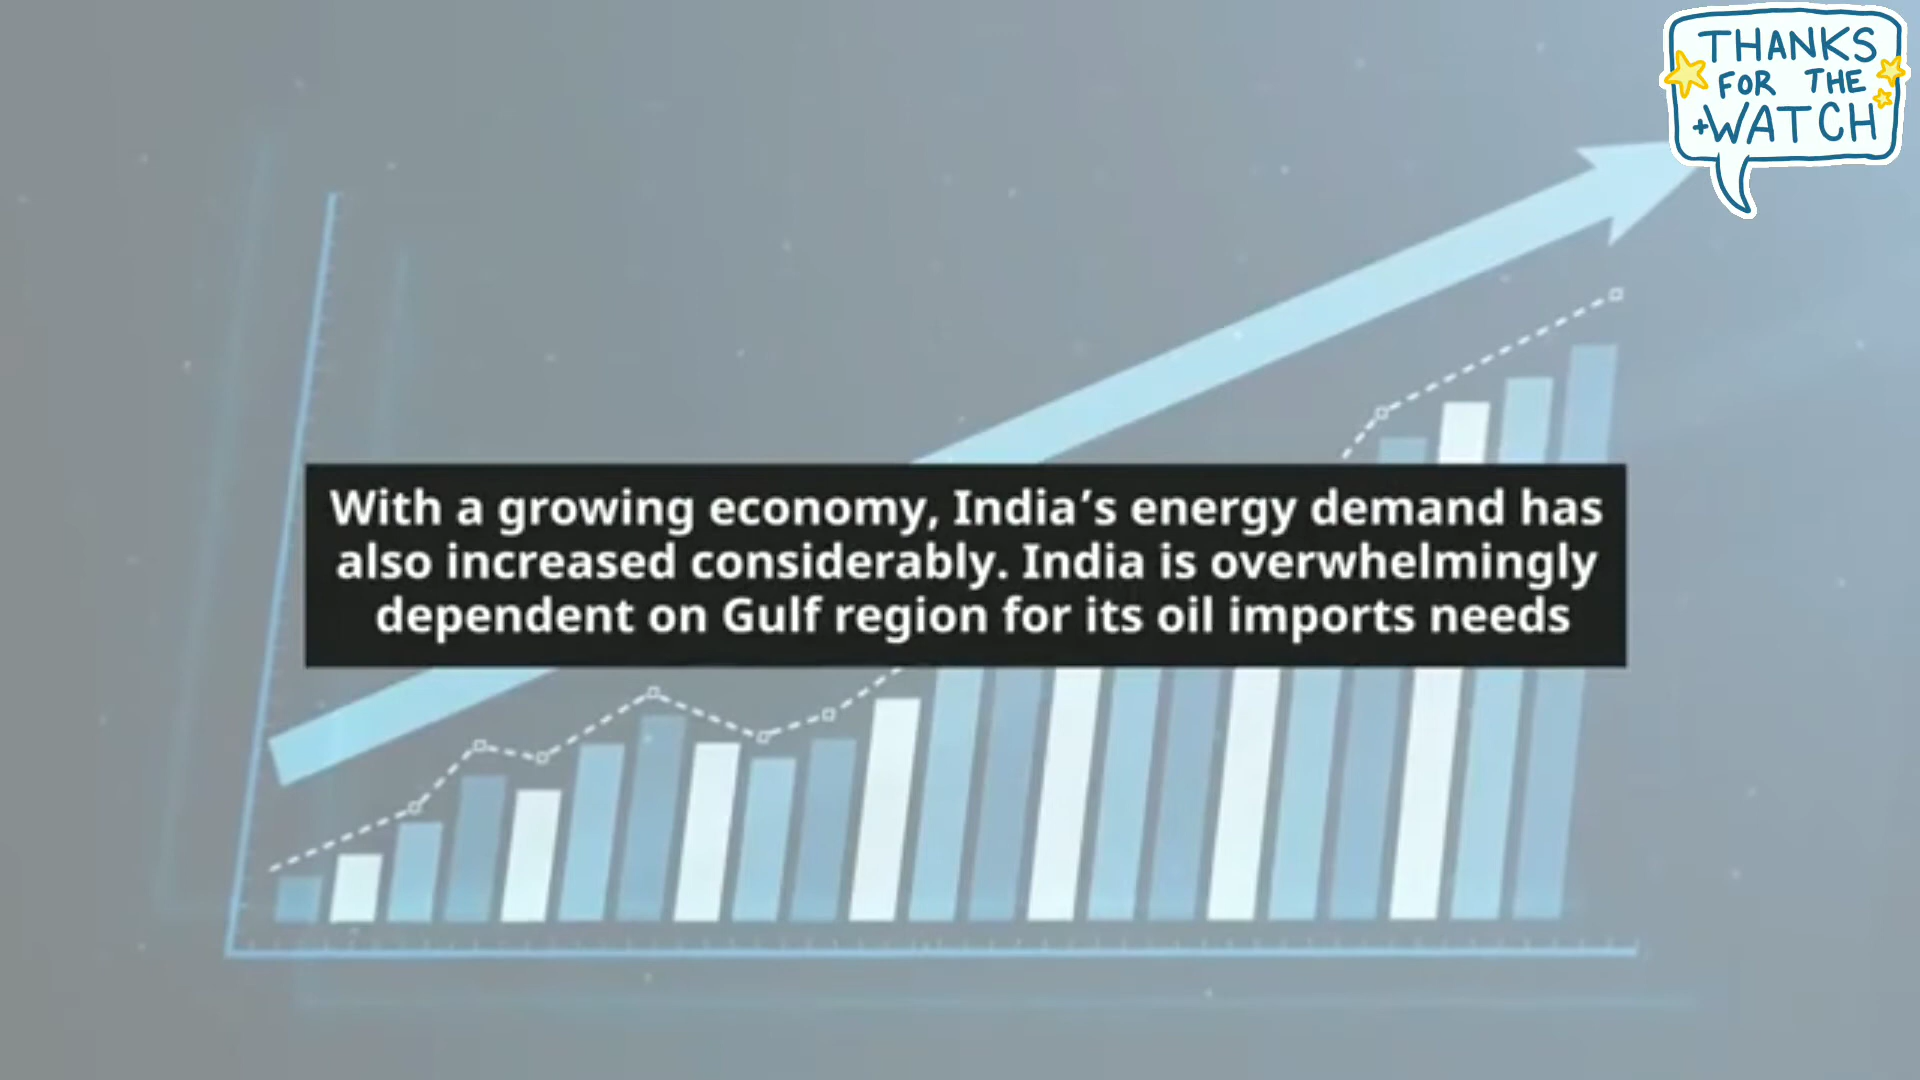 THANKS
FOR THE
WATCH
With a growing economy, India’s energy demand has
also increased considerably. India is overwhelmingly
dependent on Gulf region for its oil imports needs